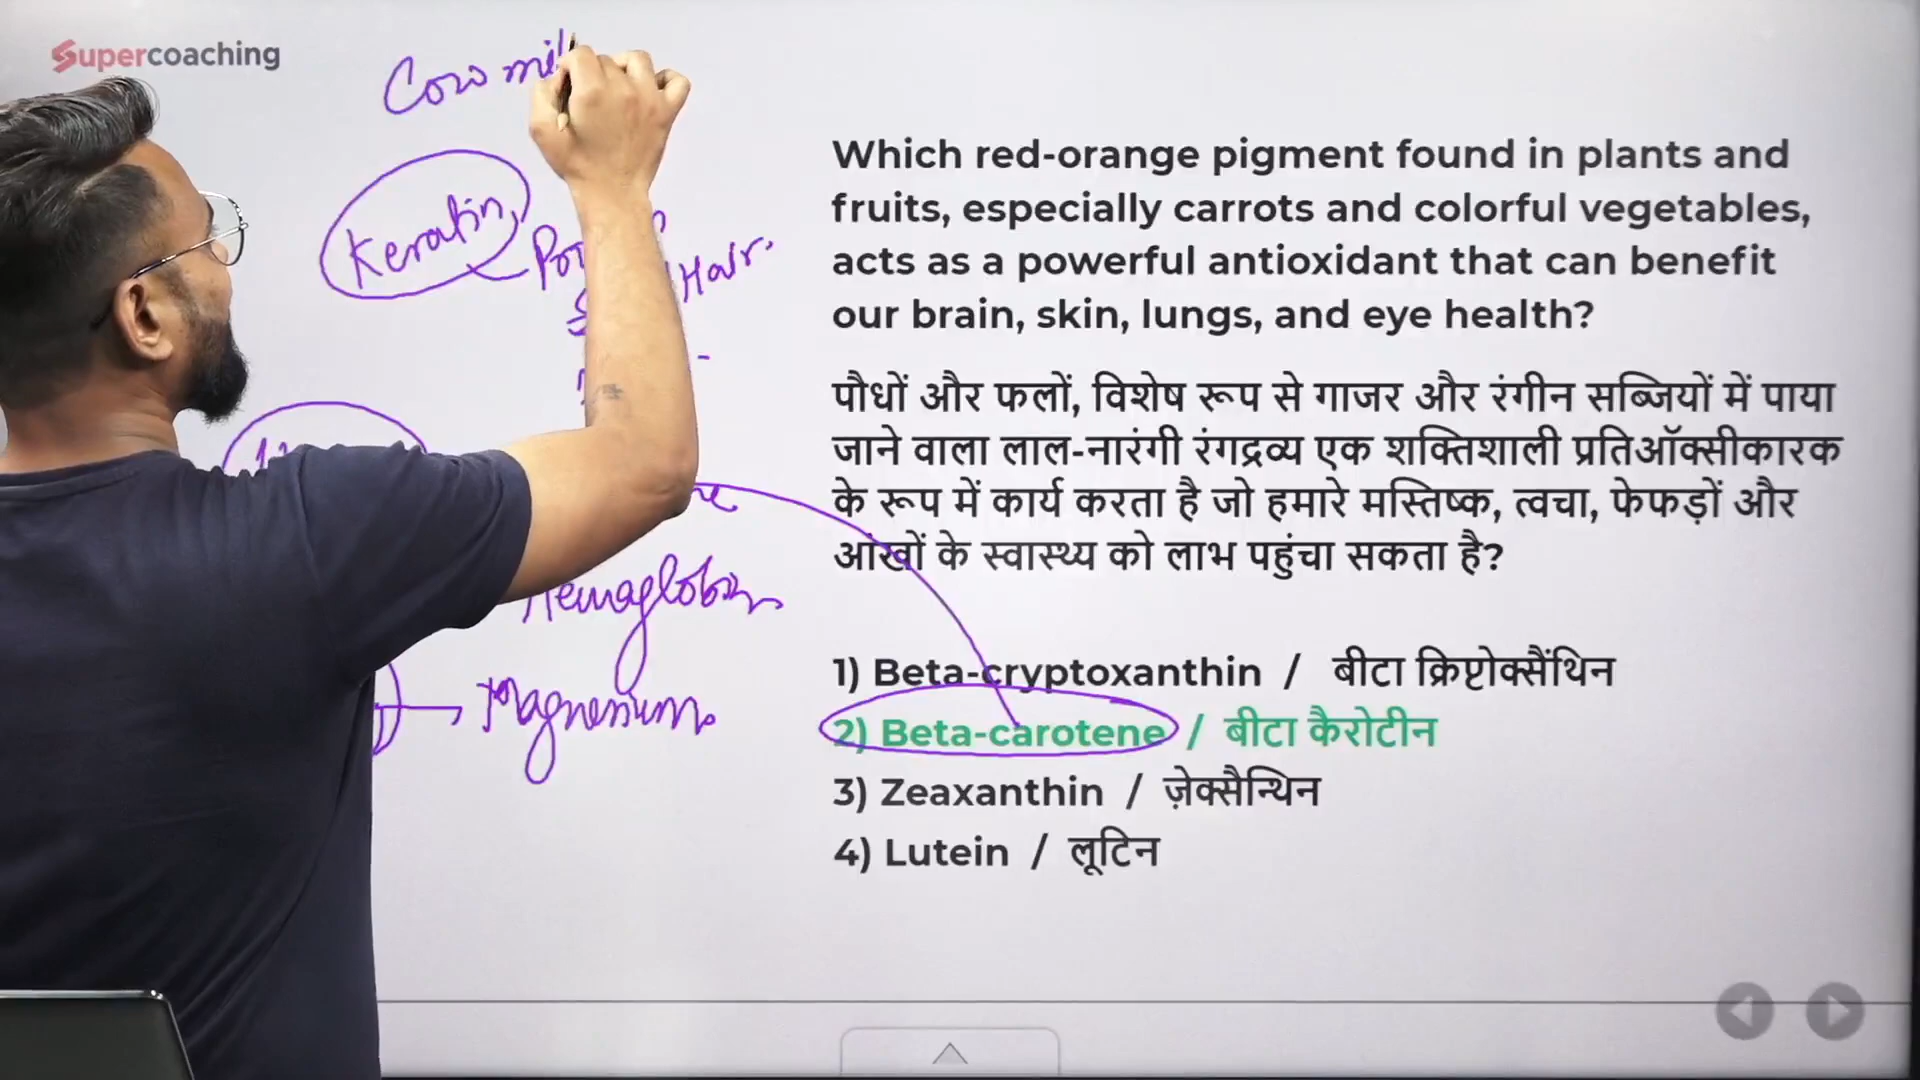 Supercoaching
Cow mil
Keratin
Hair.
Hemaglobin
Magnesium
Which red-orange pigment found in plants and
fruits, especially carrots and colorful vegetables,
acts as a powerful antioxidant that can benefit
our brain, skin, lungs, and eye health?
पौधों और फलों, विशेष रूप से गाजर और रंगीन सब्जियों में पाया
जाने वाला लाल-नारंगी रंगद्रव्य एक शक्तिशाली प्रतिऑक्सीकारक
के रूप में कार्य करता है जो हमारे मस्तिष्क, त्वचा, फेफड़ों और
आंखों के स्वास्थ्य को लाभ पहुंचा सकता है?
1) Beta-cryptoxanthin / बीटा क्रिप्टोक्सैंथिन
2) Beta-carotene / बीटा कैरोटीन
3) Zeaxanthin / ज़ेक्सैन्थिन
4) Lutein / लूटिन